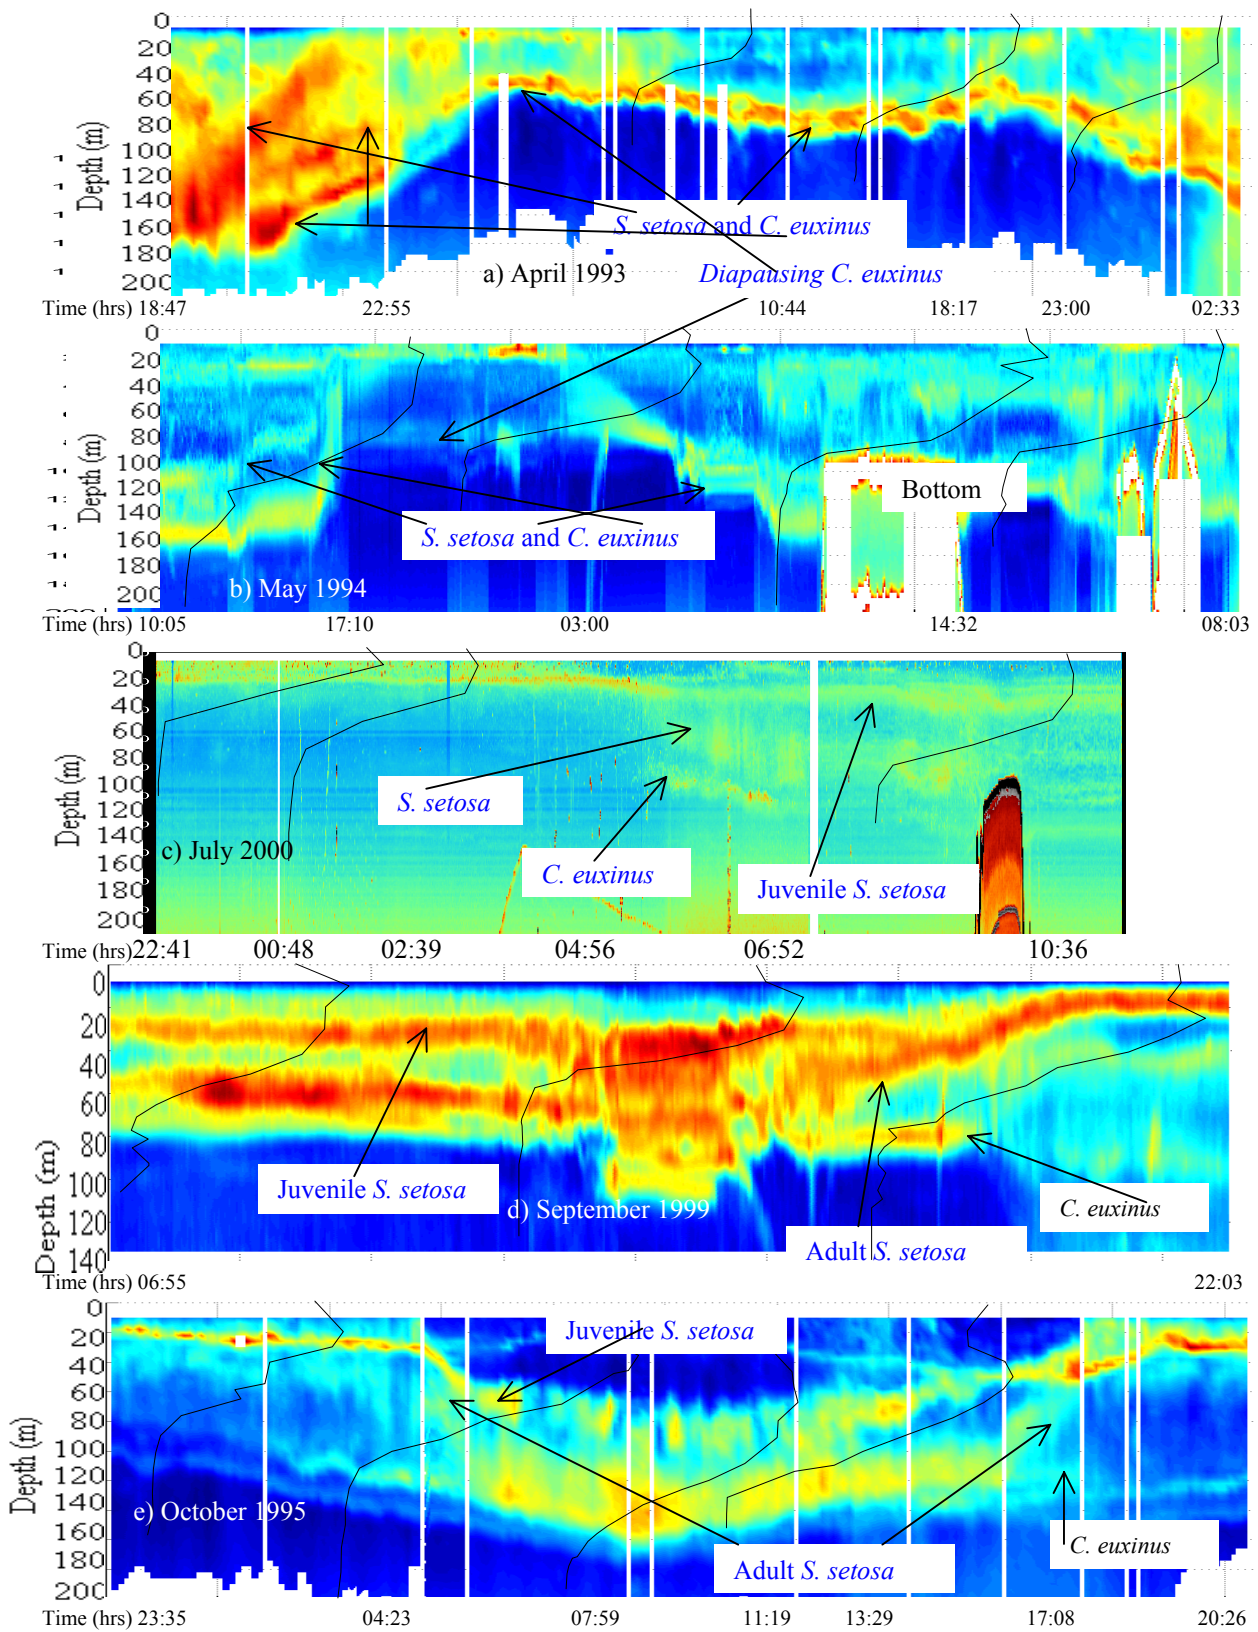 0
20
40
60
80
100
120
140
160
180
200
Depth (m)
S. setosa and C. euxinus
a) April 1993
Diapausing C. euxinus
Time (hrs) 18:47 22:55 10:44 18:17 23:00 02:33
0
20
40
60
80
100
120
140
160
180
200
Depth (m)
Bottom
S. setosa and C. euxinus
b) May 1994
Time (hrs) 10:05 17:10 03:00 14:32 08:03
0
20
40
60
80
100
120
140
160
180
200
Depth (m)
S. setosa
c) July 2000
C. euxinus
Juvenile S. setosa
Time (hrs) 22:41 00:48 02:39 04:56 06:52 10:36
0
20
40
60
80
100
120
140
Depth (m)
Juvenile S. setosa
d) September 1999
C. euxinus
Adult S. setosa
Time (hrs) 06:55 22:03
0
20
40
60
80
100
120
140
160
180
200
Depth (m)
Juvenile S. setosa
e) October 1995
C. euxinus
Adult S. setosa
Time (hrs) 23:35 04:23 07:59 11:19 13:29 17:08 20:26